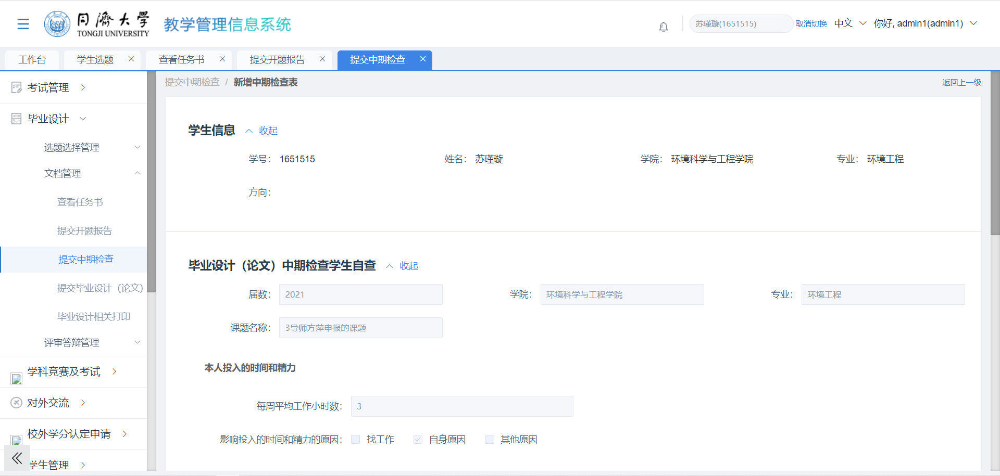 同濟大學
TONGJI UNIVERSITY
教学管理信息系统
苏瑾璇(1651515)
取消切换
中文
你好, admin1(admin1)
工作台
学生选题
查看任务书
提交开题报告
提交中期检查
考试管理
毕业设计
选题选择管理
文档管理
查看任务书
提交开题报告
提交中期检查
提交毕业设计（论文）
毕业设计相关打印
评审答辩管理
学科竞赛及考试
对外交流
校外学分认定申请
学生管理
提交中期检查 / 新增中期检查表
返回上一级
学生信息 收起
学号： 1651515
姓名： 苏瑾璇
学院： 环境科学与工程学院
专业： 环境工程
方向：
毕业设计（论文）中期检查学生自查 收起
届数： 2021
学院： 环境科学与工程学院
专业： 环境工程
课题名称： 3导师方萍申报的课题
本人投入的时间和精力
每周平均工作小时数： 3
影响投入的时间和精力的原因： 找工作 自身原因 其他原因